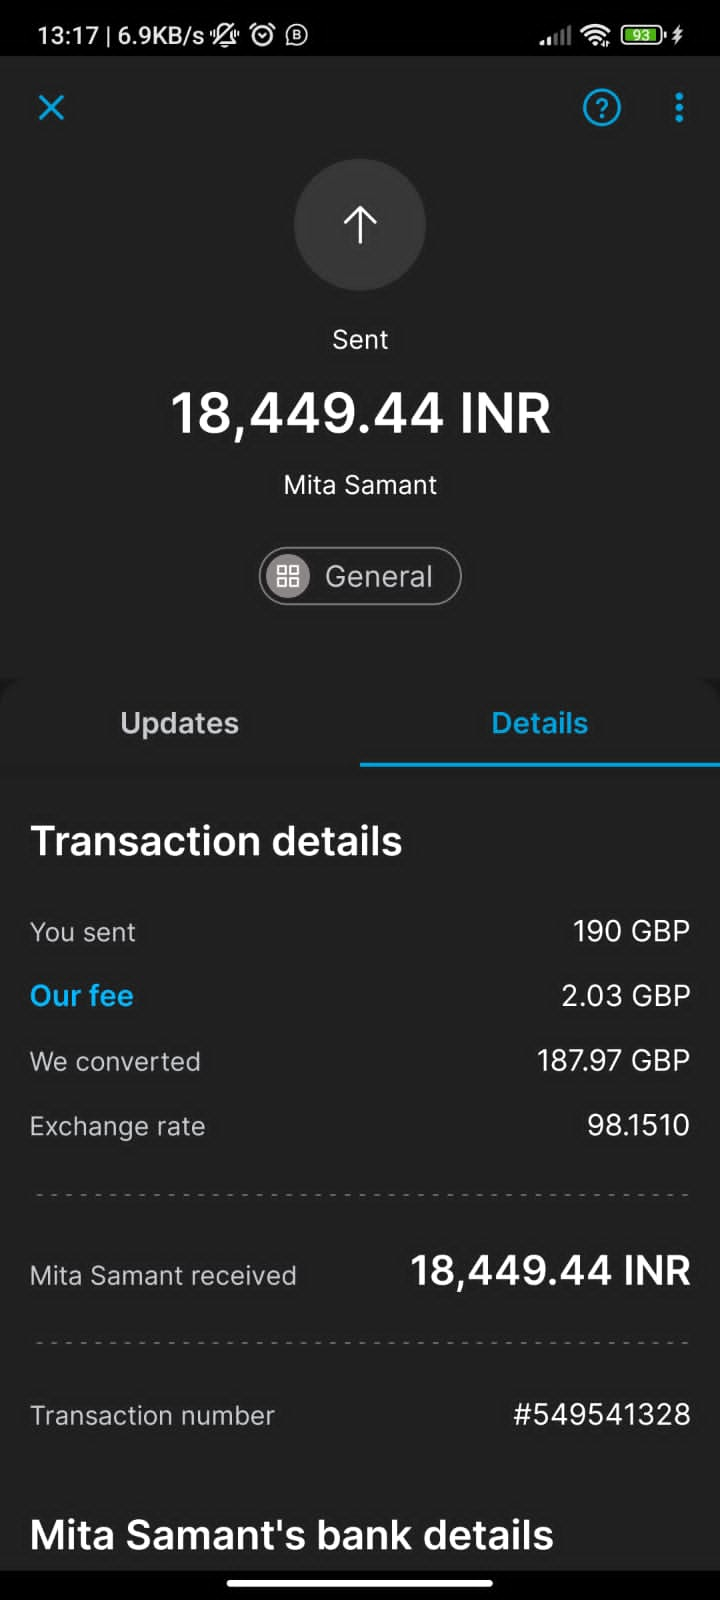 13:17 | 6.9KB/s B 93
?
Sent
18,449.44 INR
Mita Samant
General
Updates Details
Transaction details
You sent 190 GBP
Our fee 2.03 GBP
We converted 187.97 GBP
Exchange rate 98.1510
Mita Samant received 18,449.44 INR
Transaction number #549541328
Mita Samant's bank details